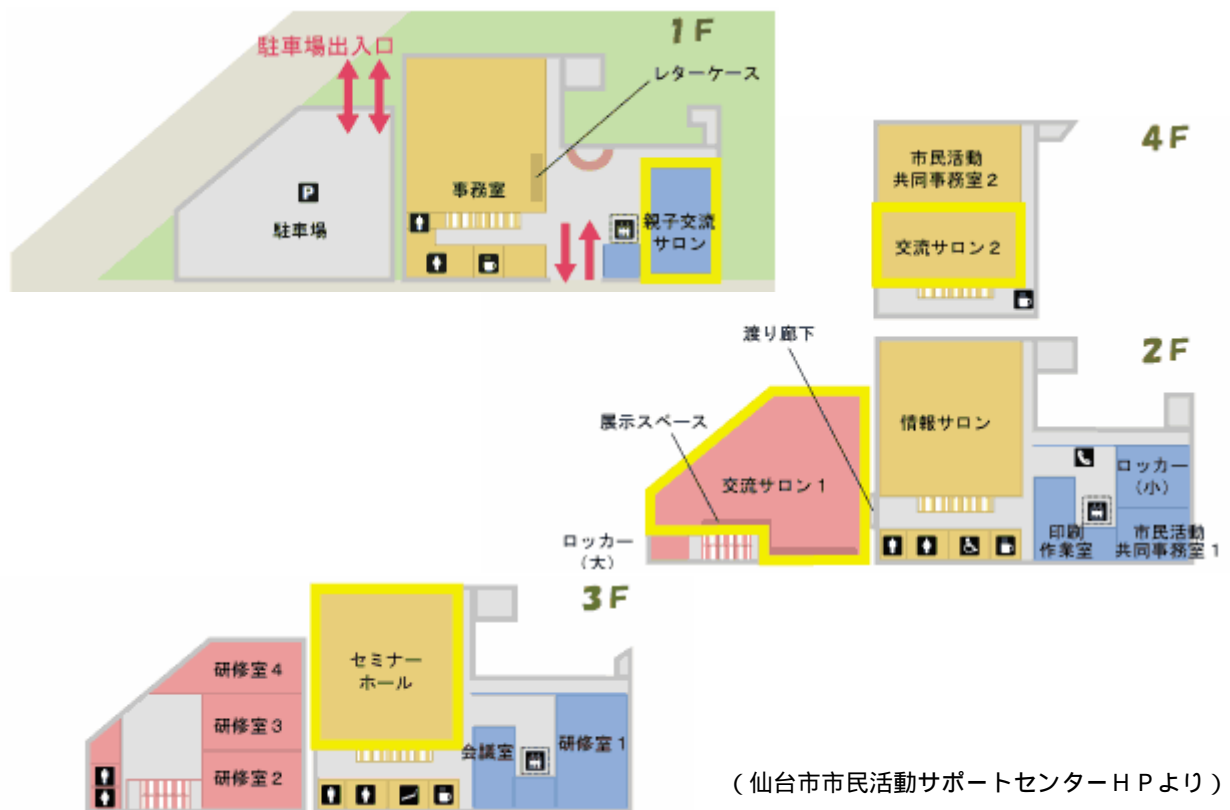 1F
駐車場出入口
レターケース
事務室
P
駐車場
親子交流
サロン
4F
市民活動
共同事務室2
交流サロン2
渡り廊下
2F
展示スペース
情報サロン
交流サロン1
ロッカー
(小)
ロッカー
(大)
印刷
作業室
市民活動
共同事務室1
3F
研修室4
セミナー
ホール
研修室3
会議室
研修室1
研修室2
(仙台市市民活動サポートセンターHPより)